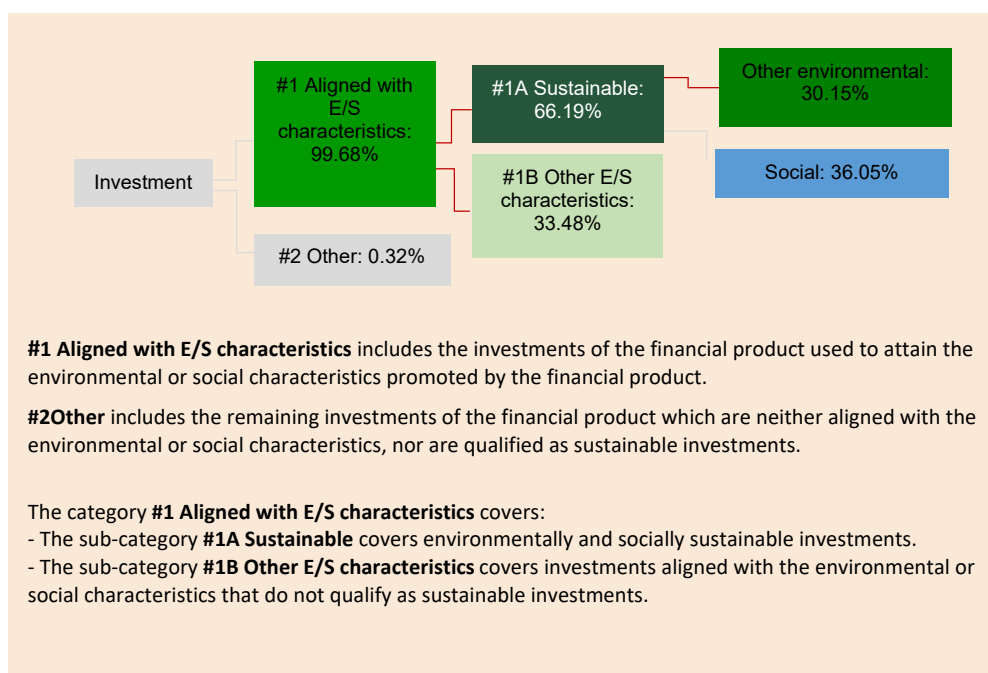 Investment
#1 Aligned with
E/S
characteristics:
99.68%
#2 Other: 0.32%
#1A Sustainable:
66.19%
#1B Other E/S
characteristics:
33.48%
Other environmental:
30.15%
Social: 36.05%
#1 Aligned with E/S characteristics includes the investments of the financial product used to attain the
environmental or social characteristics promoted by the financial product.
#2Other includes the remaining investments of the financial product which are neither aligned with the
environmental or social characteristics, nor are qualified as sustainable investments.
The category #1 Aligned with E/S characteristics covers:
- The sub-category #1A Sustainable covers environmentally and socially sustainable investments.
- The sub-category #1B Other E/S characteristics covers investments aligned with the environmental or
social characteristics that do not qualify as sustainable investments.